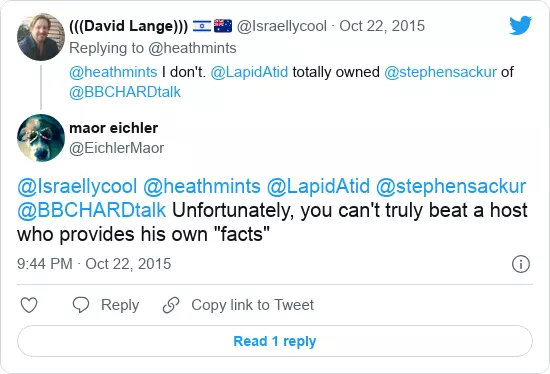 (((David Lange))) 🇮🇱 🇦🇺 @Israellycool · Oct 22, 2015
Replying to @heathmints
@heathmints I don't. @LapidAtid totally owned @stephensackur of
@BBCHARDtalk
maor eichler
@EichlerMaor
@Israellycool @heathmints @LapidAtid @stephensackur
@BBCHARDtalk Unfortunately, you can't truly beat a host
who provides his own "facts"
9:44 PM · Oct 22, 2015
Reply
Copy link to Tweet
Read 1 reply